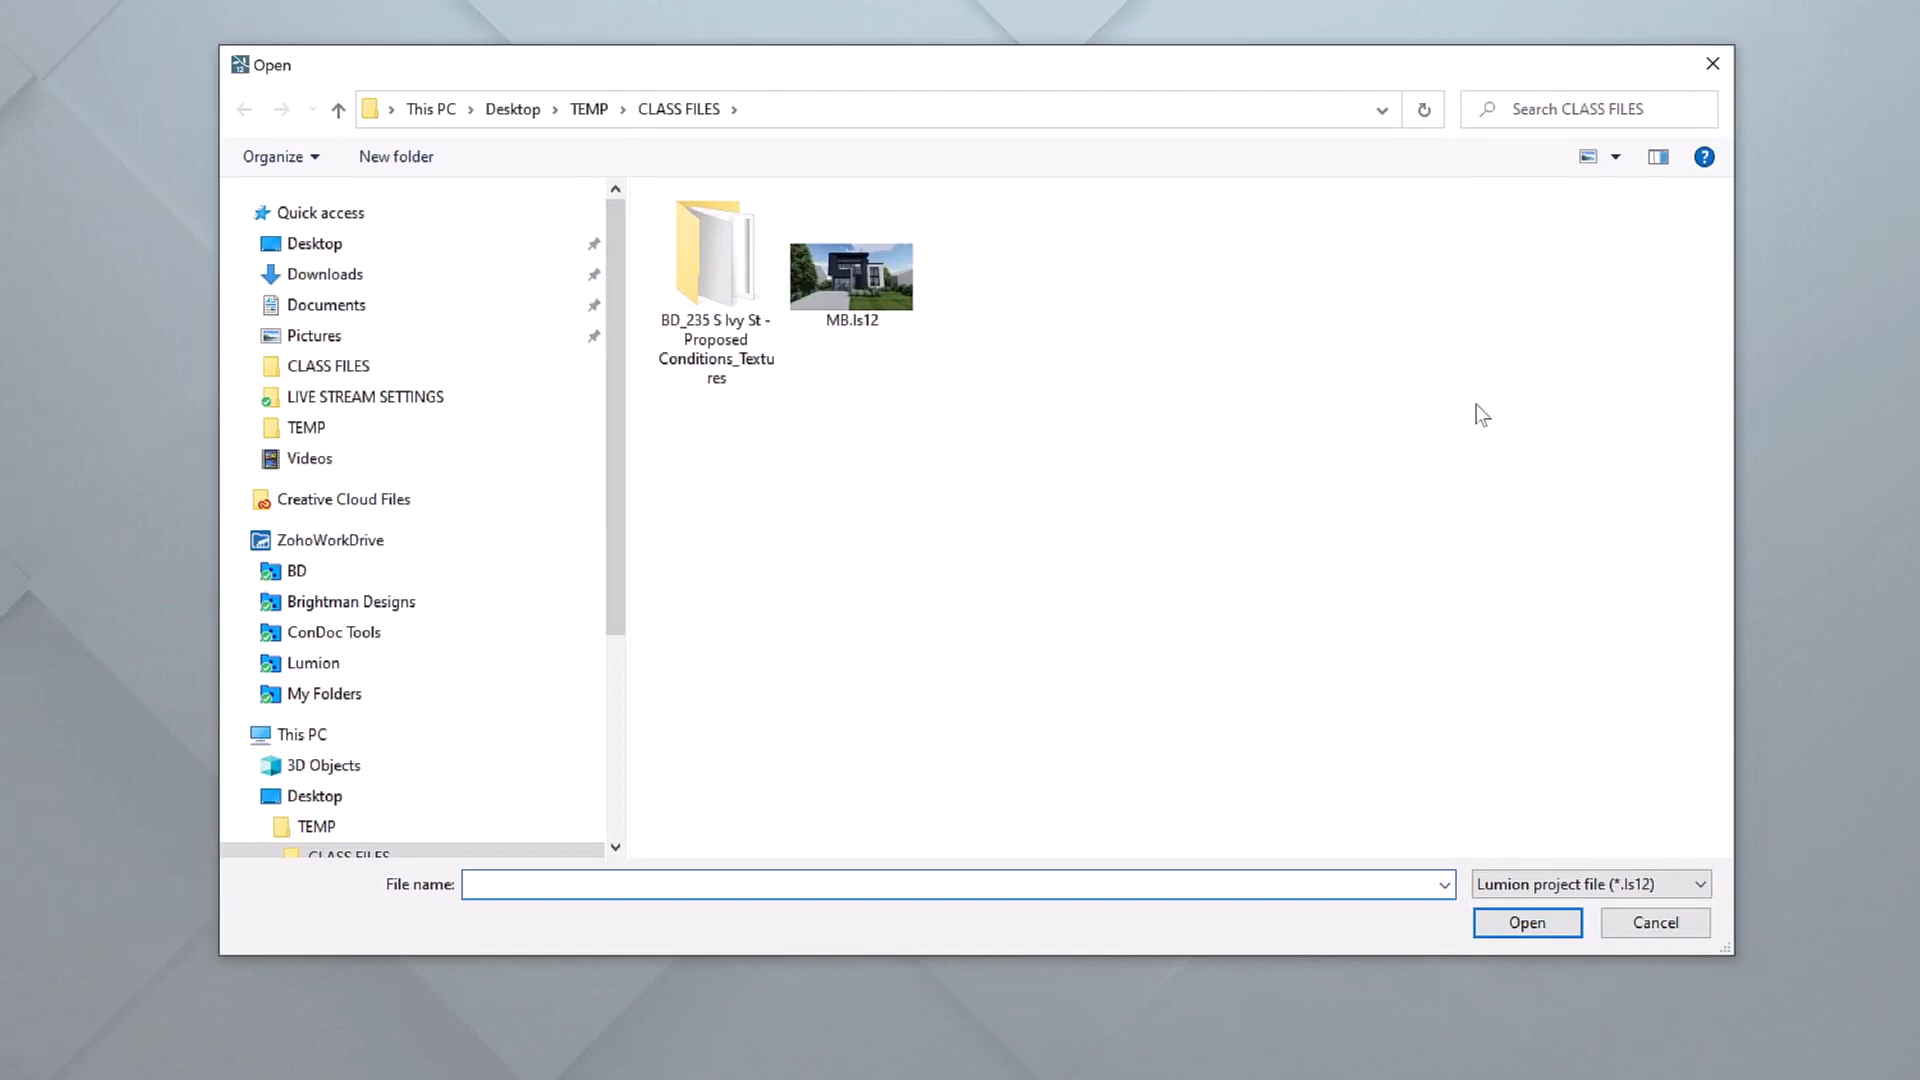 Open
This PC > Desktop > TEMP > CLASS FILES >
Search CLASS FILES
Organize
New folder
?
Quick access
Desktop
Downloads
Documents
Pictures
CLASS FILES
LIVE STREAM SETTINGS
TEMP
Videos
Creative Cloud Files
ZohoWorkDrive
BD
Brightman Designs
ConDoc Tools
Lumion
My Folders
This PC
3D Objects
Desktop
TEMP
CLASS FILES
BD_235 S Ivy St -
Proposed
Conditions_Textu
res
MB.ls12
File name:
Lumion project file (*.ls12)
Open
Cancel